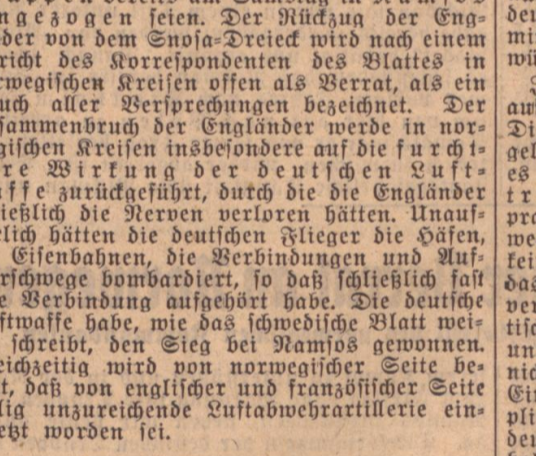 ngezogen seien. Der Rückzug der Eng-
der von dem Snosa-Dreieck wird nach einem
richt des Korrespondenten des Blattes in
rwegischen Kreisen offen als Verrat, als ein
uch aller Versprechungen bezeichnet. Der
sammenbruch der Engländer werde in nor-
gischen Kreisen insbesondere auf die furcht-
re Wirkung der deutschen Luft-
ffe zurückgeführt, durch die die Engländer
ließlich die Nerven verloren hätten. Unauf-
rlich hätten die deutschen Flieger die Häfen,
Eisenbahnen, die Verbindungen und Auf-
rschwege bombardiert, so daß schließlich fast
e Verbindung aufgehört habe. Die deutsche
ftwaffe habe, wie das schwedische Blatt wei-
schreibt, den Sieg bei Namsos gewonnen.
eichzeitig wird von norwegischer Seite be-
t, daß von englischer und französischer Seite
lig unzureichende Luftabwehrartillerie ein-
etzt worden sei.